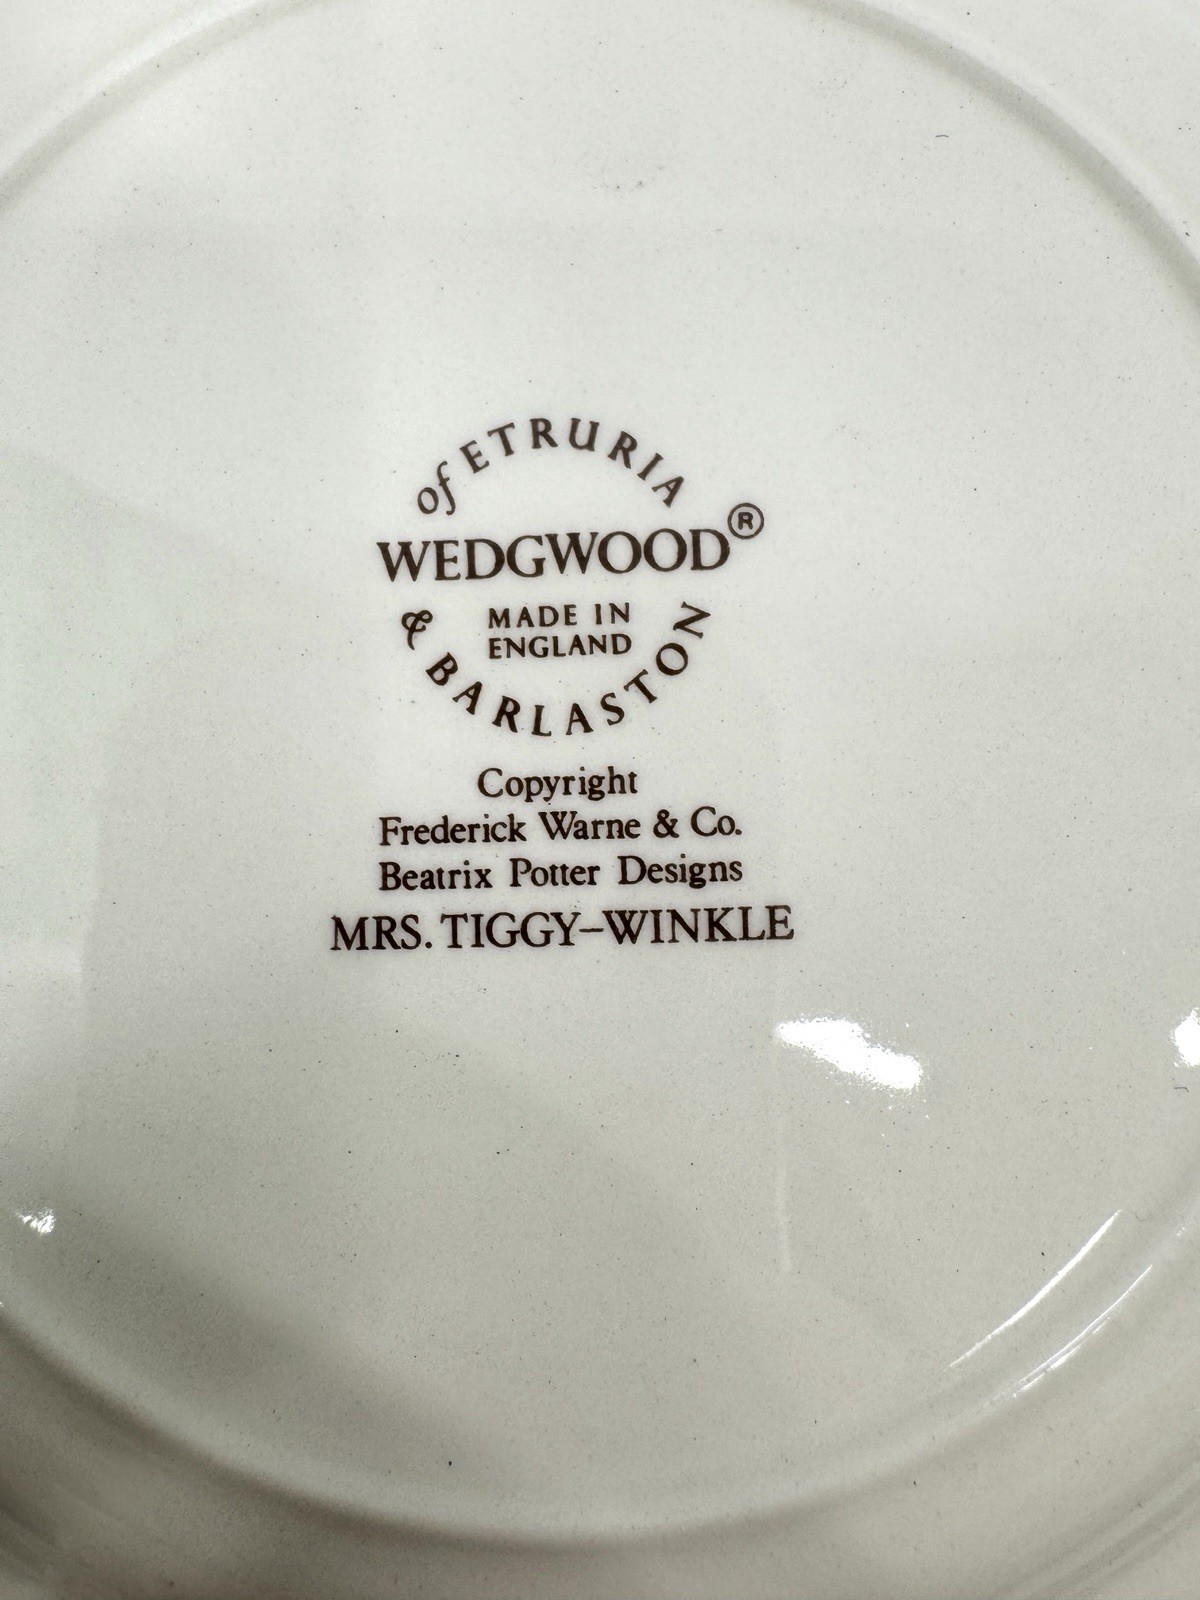 of ETRURIA
WEDGWOOD®
MADE IN
ENGLAND
& BARLASTON
Copyright
Frederick Warne & Co.
Beatrix Potter Designs
MRS. TIGGY–WINKLE